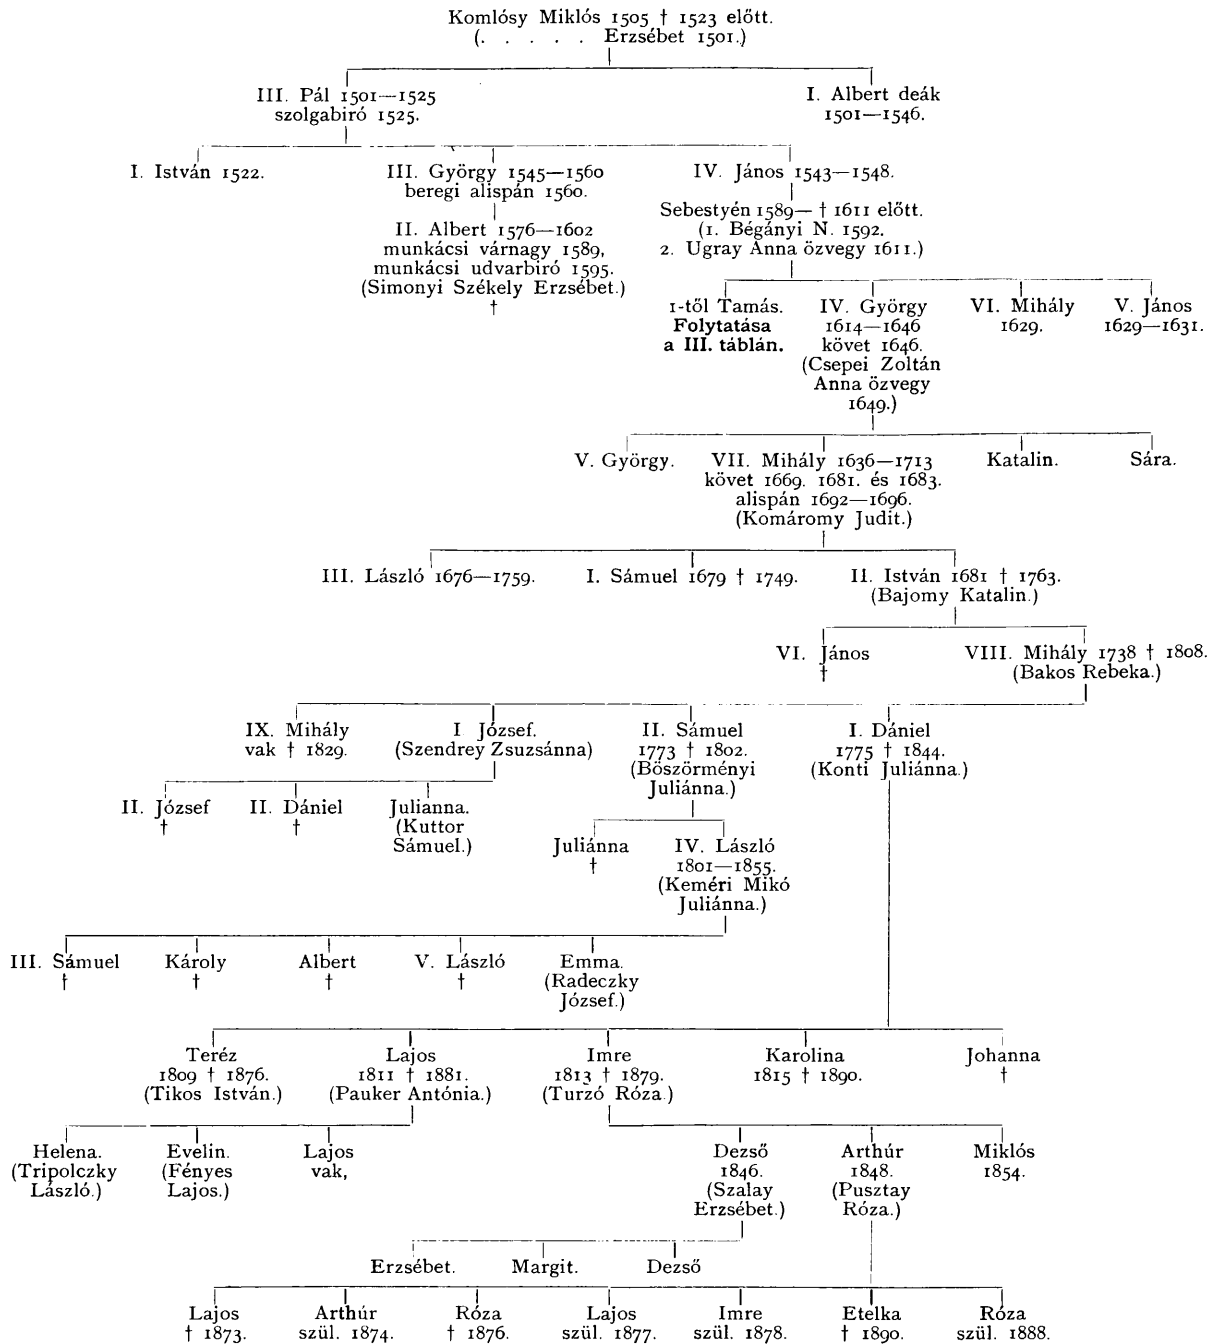 Komlósy Miklós 1505 † 1523 előtt.
(. . . . . Erzsébet 1501.)
III. Pál 1501—1525
szolgabiró 1525.
I. Albert deák
1501—1546.
I. István 1522.
III. György 1545—1560
beregi alispán 1560.
IV. János 1543—1548.
II. Albert 1576—1602
munkácsi várnagy 1589,
munkácsi udvarbiró 1595.
(Simonyi Székely Erzsébet.)
†
Sebestyén 1589— † 1611 előtt.
(1. Bégányi N. 1592.
2. Ugray Anna özvegy 1611.)
1-től Tamás.
Folytatása
a III. táblán.
IV. György
1614—1646
követ 1646.
(Csepei Zoltán
Anna özvegy
1649.)
VI. Mihály
1629.
V. János
1629—1631.
V. György.
VII. Mihály 1636—1713
követ 1669. 1681. és 1683.
alispán 1692—1696.
(Komáromy Judit.)
Katalin.
Sára.
III. László 1676—1759.
I. Sámuel 1679 † 1749.
II. István 1681 † 1763.
(Bajomy Katalin.)
VI. János
†
VIII. Mihály 1738 † 1808.
(Bakos Rebeka.)
IX. Mihály
vak † 1829.
I József.
(Szendrey Zsuzsánna)
II. Sámuel
1773 † 1802.
(Böszörményi
Juliánna.)
I. Dániel
1775 † 1844.
(Konti Juliánna.)
II. József
†
II. Dániel
†
Julianna.
(Kuttor
Sámuel.)
Juliánna
†
IV. László
1801—1855.
(Keméri Mikó
Juliánna.)
III. Sámuel
†
Károly
†
Albert
†
V. László
†
Emma.
(Radeczky
József.)
Teréz
1809 † 1876.
(Tikos István.)
Lajos
1811 † 1881.
(Pauker Antónia.)
Imre
1813 † 1879.
(Turzó Róza.)
Karolina
1815 † 1890.
Johanna
†
Helena.
(Tripolczky
László.)
Evelin.
(Fényes
Lajos.)
Lajos
vak,
Dezső
1846.
(Szalay
Erzsébet.)
Arthúr
1848.
(Pusztay
Róza.)
Miklós
1854.
Erzsébet.
Margit.
Dezső
Lajos
† 1873.
Arthúr
szül. 1874.
Róza
† 1876.
Lajos
szül. 1877.
Imre
szül. 1878.
Etelka
† 1890.
Róza
szül. 1888.